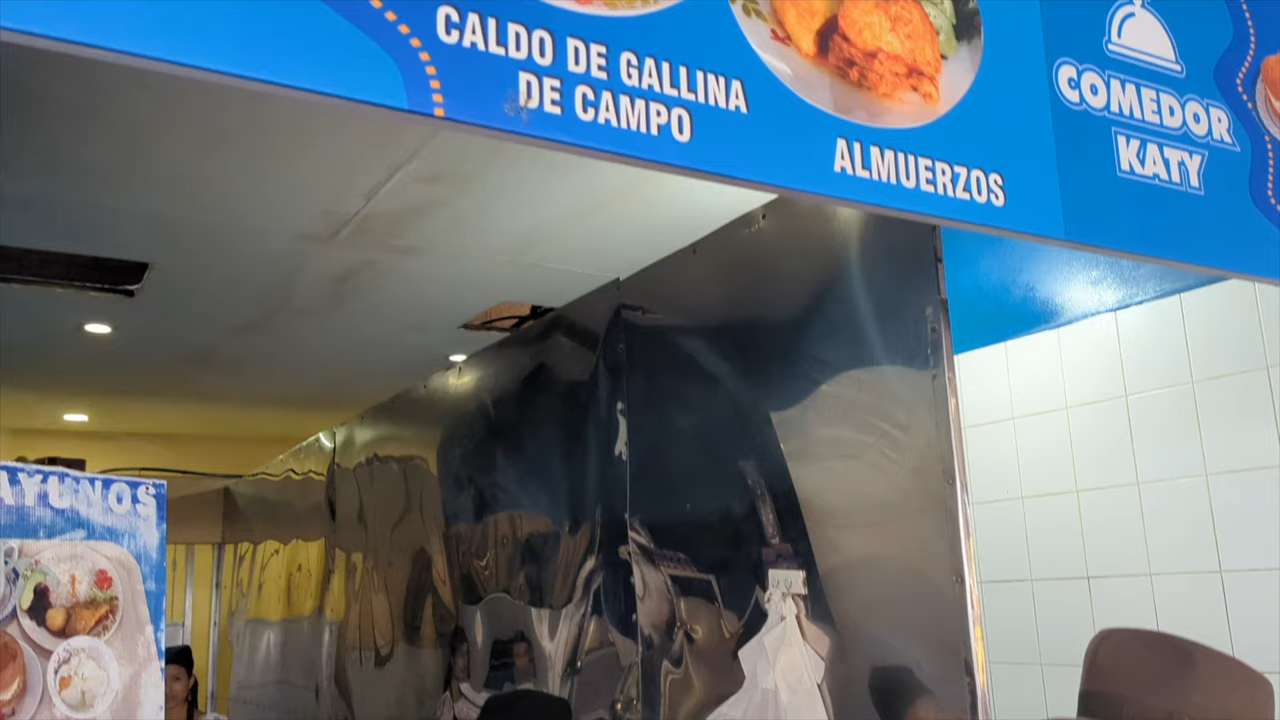 CALDO DE GALLINA
DE CAMPO
ALMUERZOS
COMEDOR
KATY
AYUNOS